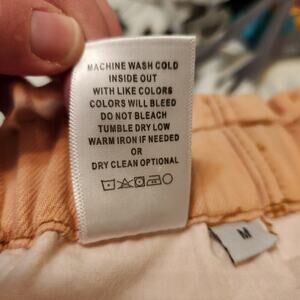 MACHINE WASH COLD
INSIDE OUT
WITH LIKE COLORS
COLORS WILL BLEED
DO NOT BLEACH
TUMBLE DRY LOW
WARM IRON IF NEEDED
OR
DRY CLEAN OPTIONAL
M